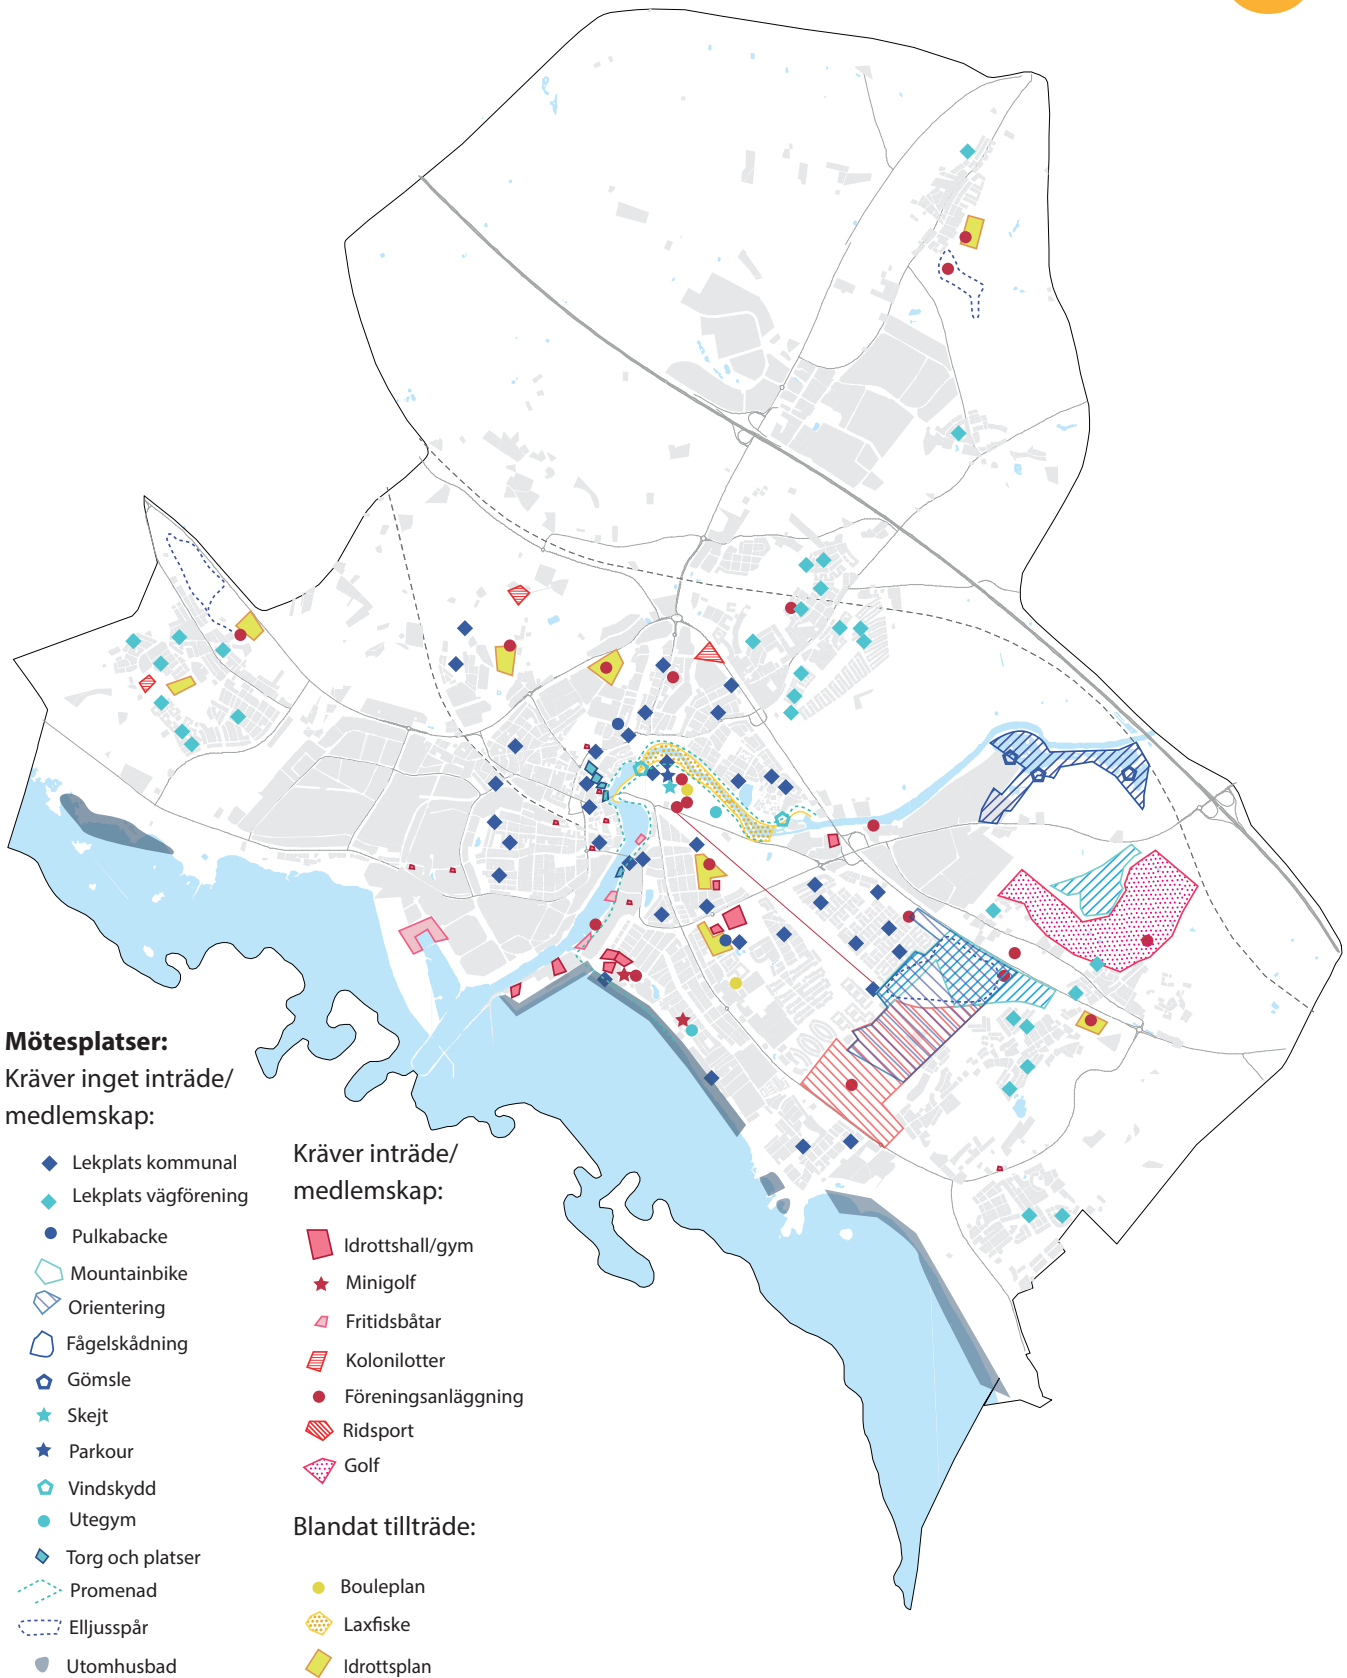 Mötesplatser:
Kräver inget inträde/
medlemskap:
Lekplats kommunal
Lekplats vägförening
Pulkabacke
Mountainbike
Orientering
Fågelskådning
Gömsle
Skejt
Parkour
Vindskydd
Utegym
Torg och platser
Promenad
Elljusspår
Utomhusbad
Kräver inträde/
medlemskap:
Idrottshall/gym
Minigolf
Fritidsbåtar
Kolonilotter
Föreningsanläggning
Ridsport
Golf
Blandat tillträde:
Bouleplan
Laxfiske
Idrottsplan